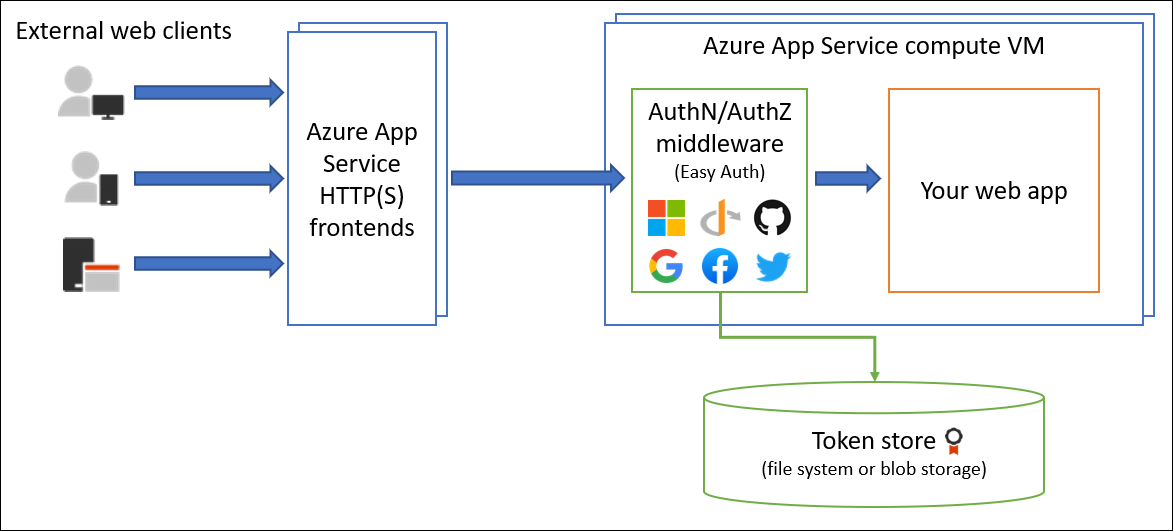 External web clients
Azure App
Service
HTTP(S)
frontends
Azure App Service compute VM
AuthN/AuthZ
middleware
(Easy Auth)
Your web app
Token store
(file system or blob storage)